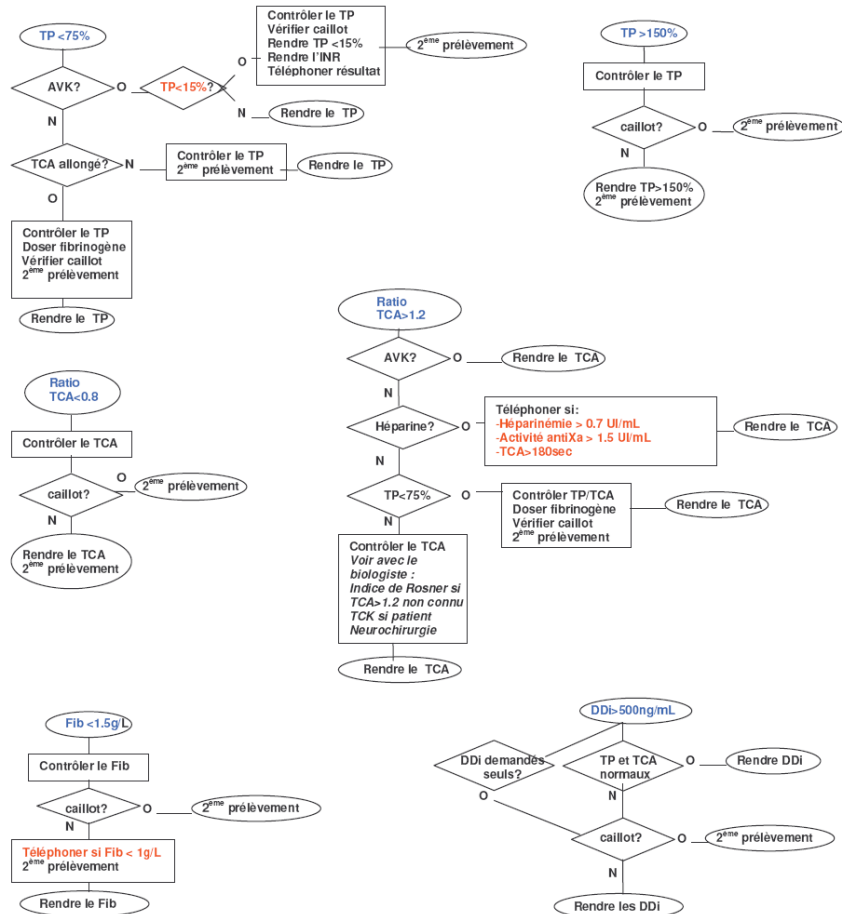 TP <75%
AVK?
O
TP<15%?
O
Contrôler le TP
Vérifier caillot
Rendre TP <15%
Rendre l'INR
Téléphoner résultat
2ème prélèvement
N
Rendre le TP
N
TCA allongé?
N
Contrôler le TP
2ème prélèvement
Rendre le TP
O
Contrôler le TP
Doser fibrinogène
Vérifier caillot
2ème prélèvement
Rendre le TP
TP >150%
Contrôler le TP
caillot?
O
2ème prélèvement
N
Rendre TP>150%
2ème prélèvement
Ratio
TCA<0.8
Contrôler le TCA
caillot?
O
2ème prélèvement
N
Rendre le TCA
2ème prélèvement
Ratio
TCA>1.2
AVK?
O
Rendre le TCA
N
Héparine?
O
Téléphoner si:
-Héparinémie > 0.7 UI/mL
-Activité antiXa > 1.5 UI/mL
-TCA>180sec
Rendre le TCA
N
TP<75%
O
Contrôler TP/TCA
Doser fibrinogène
Vérifier caillot
2ème prélèvement
Rendre le TCA
N
Contrôler le TCA
Voir avec le
biologiste :
Indice de Rosner si
TCA>1.2 non connu
TCK si patient
Neurochirurgie
Rendre le TCA
Fib <1.5g/L
Contrôler le Fib
caillot?
O
2ème prélèvement
N
Téléphoner si Fib < 1g/L
2ème prélèvement
Rendre le Fib
DDi>500ng/mL
DDi demandés
seuls?
O
TP et TCA
normaux
O
Rendre DDi
N
caillot?
O
2ème prélèvement
N
Rendre les DDi